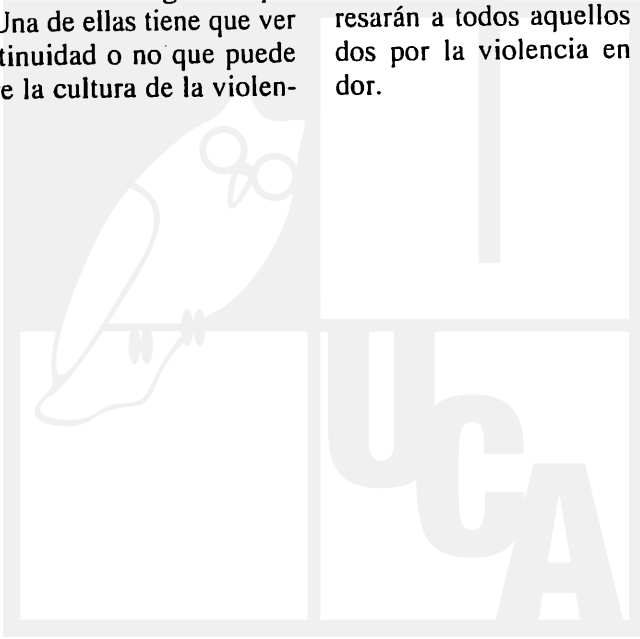 Una de ellas tiene que ver
tinuidad o no que puede
e la cultura de la violen-
resarán a todos aquellos
dos por la violencia en
dor.
UCA